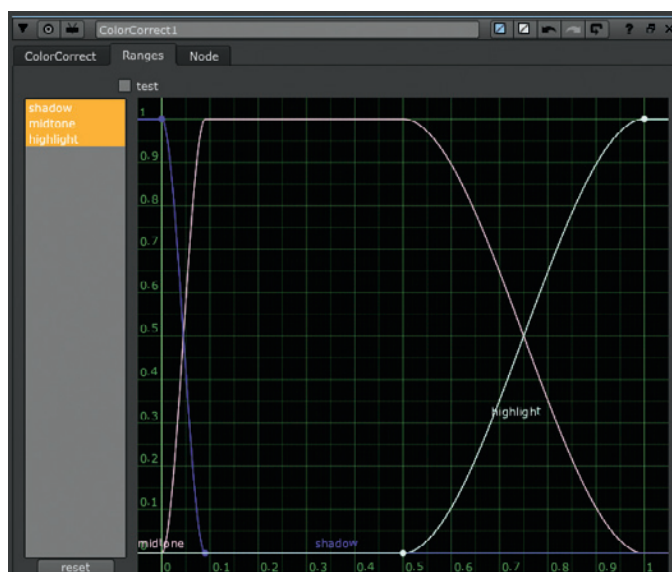 ColorCorrect1
ColorCorrect Ranges Node
test
shadow
midtone
highlight
1
0.9
0.8
0.7
0.6
0.5
0.4
0.3
highlight
0.2
0.1
midtone shadow
reset
0 0.1 0.2 0.3 0.4 0.5 0.6 0.7 0.8 0.9 1